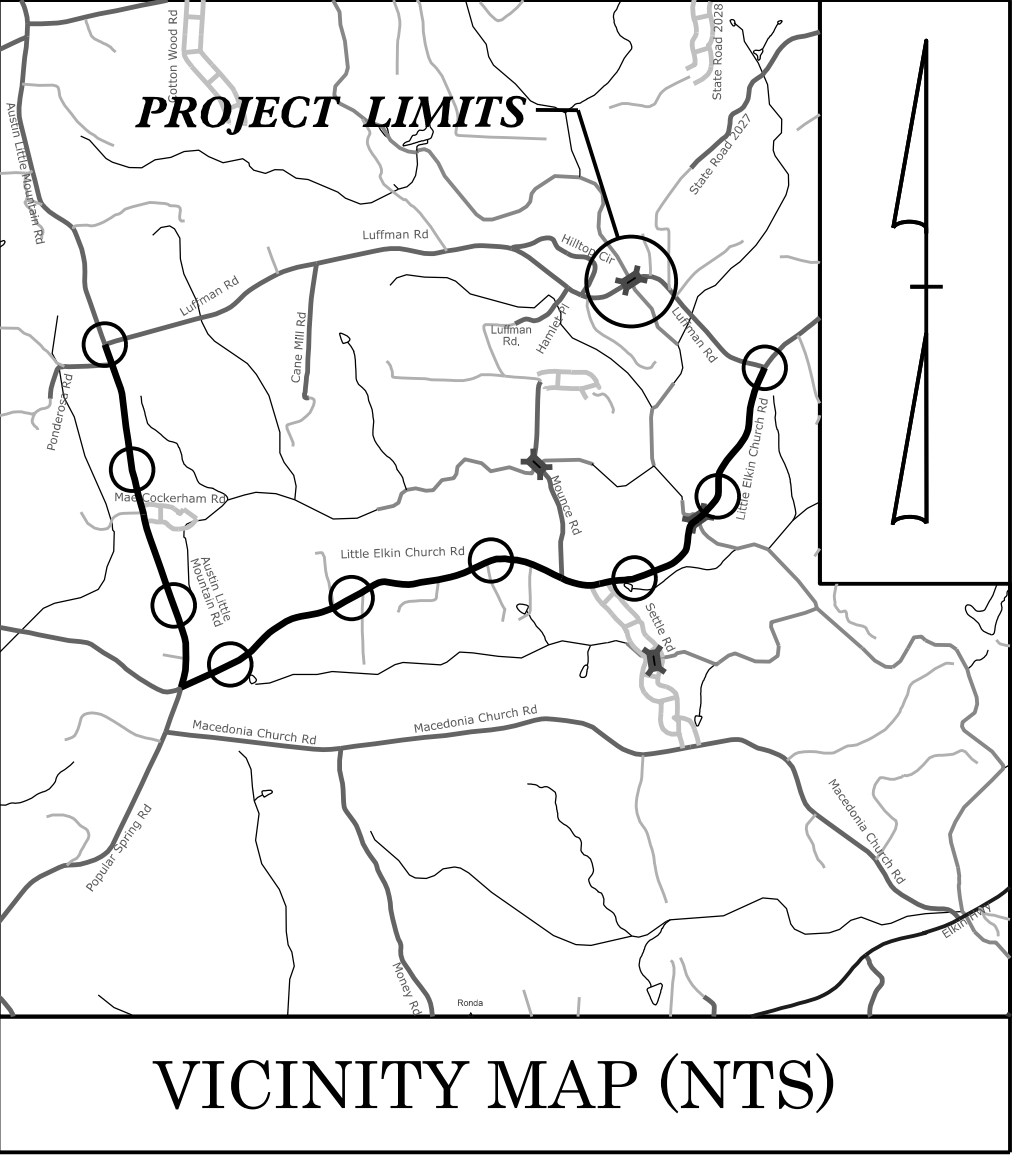 Cotton Wood Rd
State Road 2028
PROJECT LIMITS
Austin Little Mountain Rd
State Road 2027
Luffman Rd
Hilltop Cir
Luffman Rd
Luffman
Rd.
Hamlet Pl
Luffman Rd
Cane Mill Rd
Ponderosa Rd
Little Elkin Church Rd
Mae Cockerham Rd
Mounce Rd
Little Elkin Church Rd
Austin Little
Mountain Rd
Settle Rd
Macedonia Church Rd
Macedonia Church Rd
Macedonia Church Rd
Popular Spring Rd
Elkin Hwy
Money Rd
Ronda
VICINITY MAP (NTS)